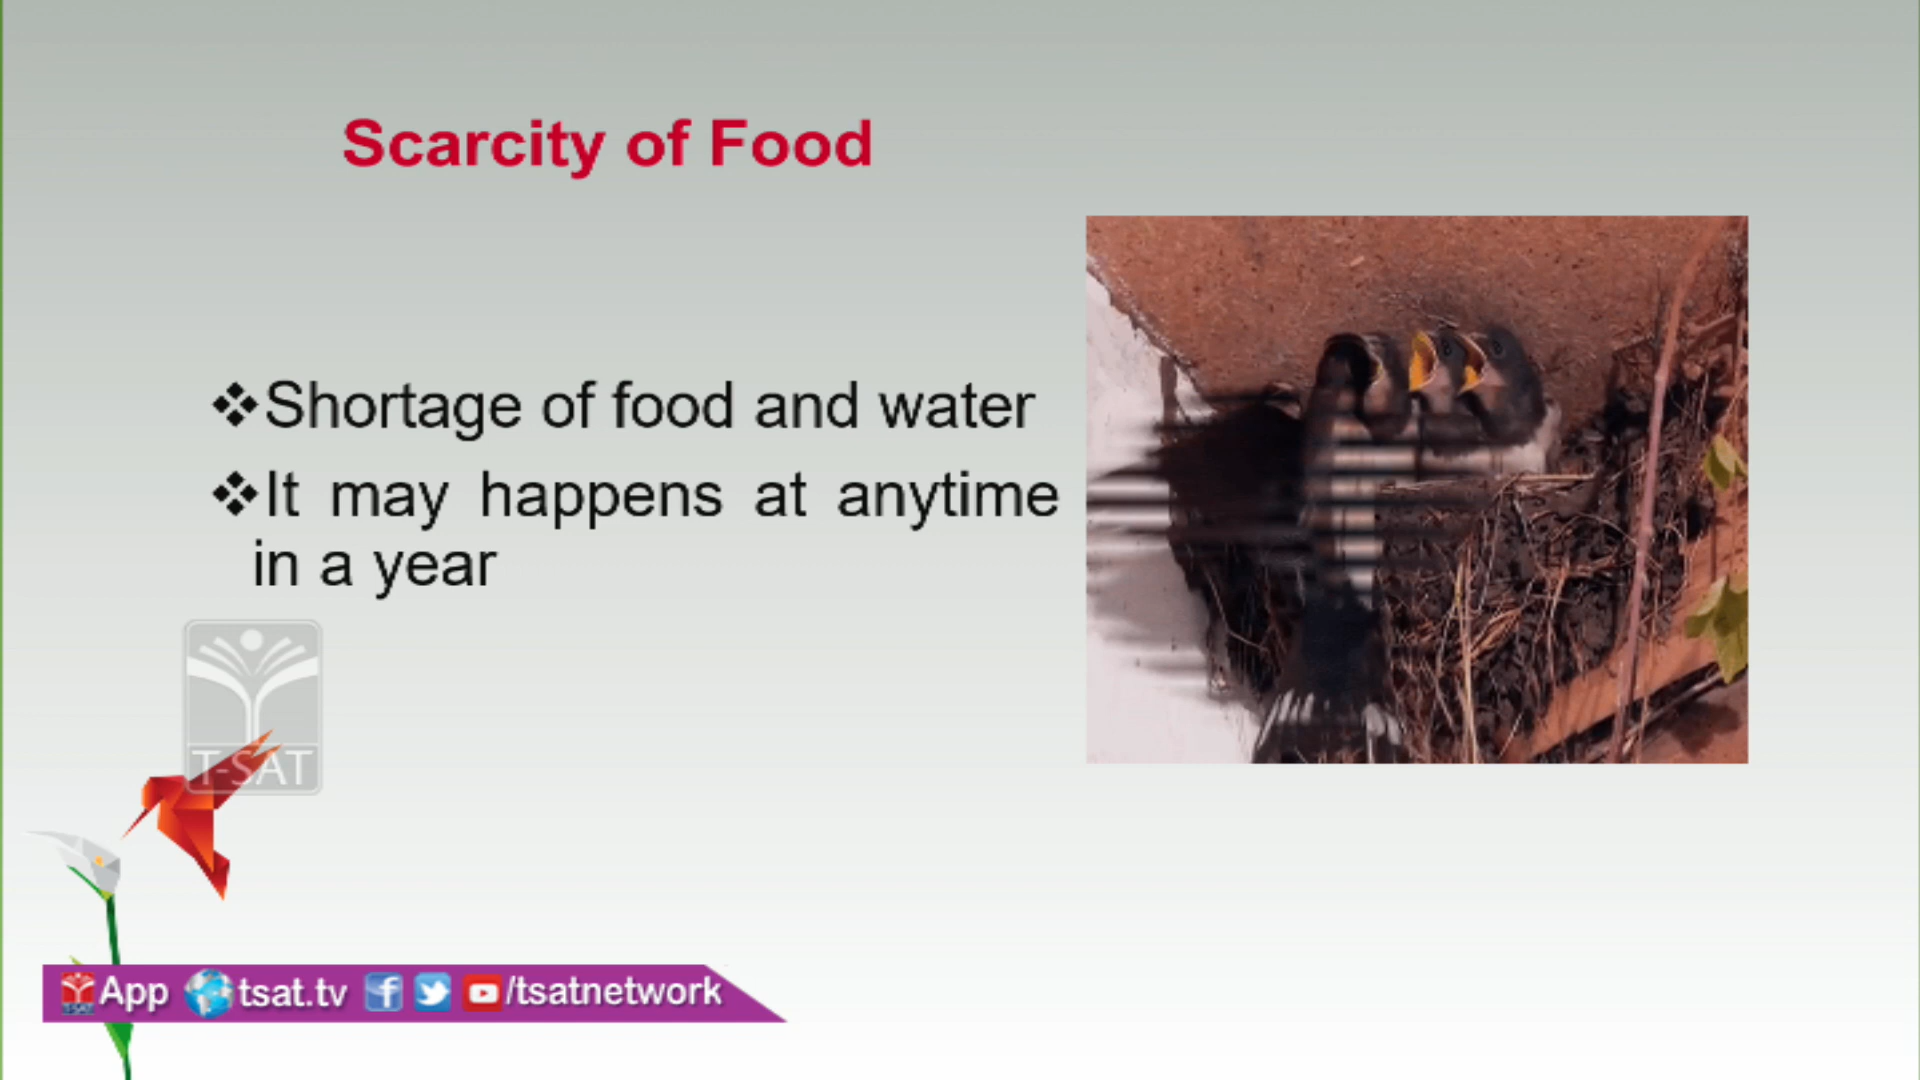 Scarcity of Food
❖Shortage of food and water
❖It may happens at anytime
in a year
T-SAT
App tsat.tv /tsatnetwork